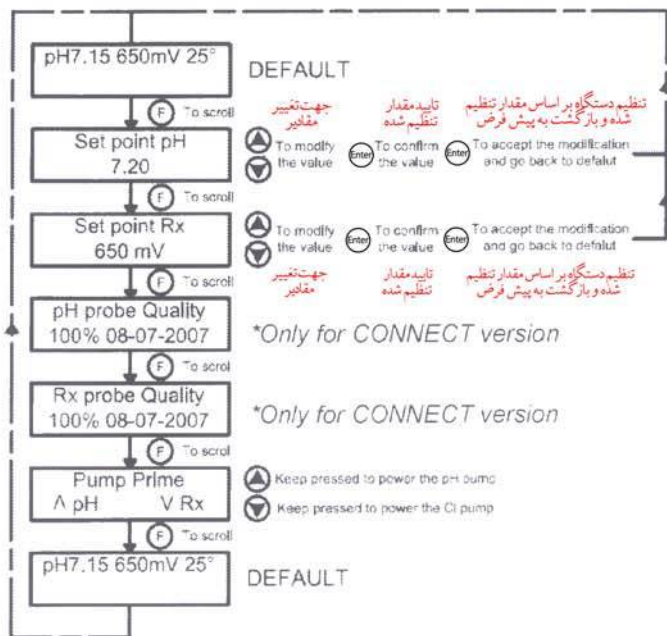 pH7.15 650mV 25°
DEFAULT
F To scroll
جهت تغییر
مقادیر
تایید مقدار
تنظیم شده
تنظیم دستگاه بر اساس مقدار تنظیم
شده و بازگشت به پیش فرض
Set point pH
7.20
To modify
the value
Enter To confirm
the value
Enter To accept the modification
and go back to defalut
F To scroll
Set point Rx
650 mV
To modify
the value
Enter To confirm
the value
Enter To accept the modification
and go back to defalut
جهت تغییر
مقادیر
تایید مقدار
تنظیم شده
تنظیم دستگاه بر اساس مقدار تنظیم
شده و بازگشت به پیش فرض
F To scroll
pH probe Quality
100% 08-07-2007
*Only for CONNECT version
F To scroll
Rx probe Quality
100% 08-07-2007
*Only for CONNECT version
F To scroll
Pump Prime
Λ pH V Rx
Keep pressed to power the pH pump
Keep pressed to power the Cl pump
F To scroll
pH7.15 650mV 25°
DEFAULT